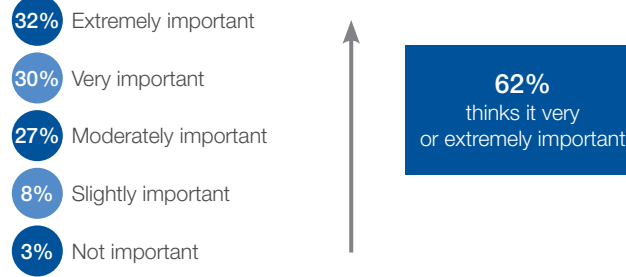 32% Extremely important
30% Very important
27% Moderately important
8% Slightly important
3% Not important
62%
thinks it very
or extremely important